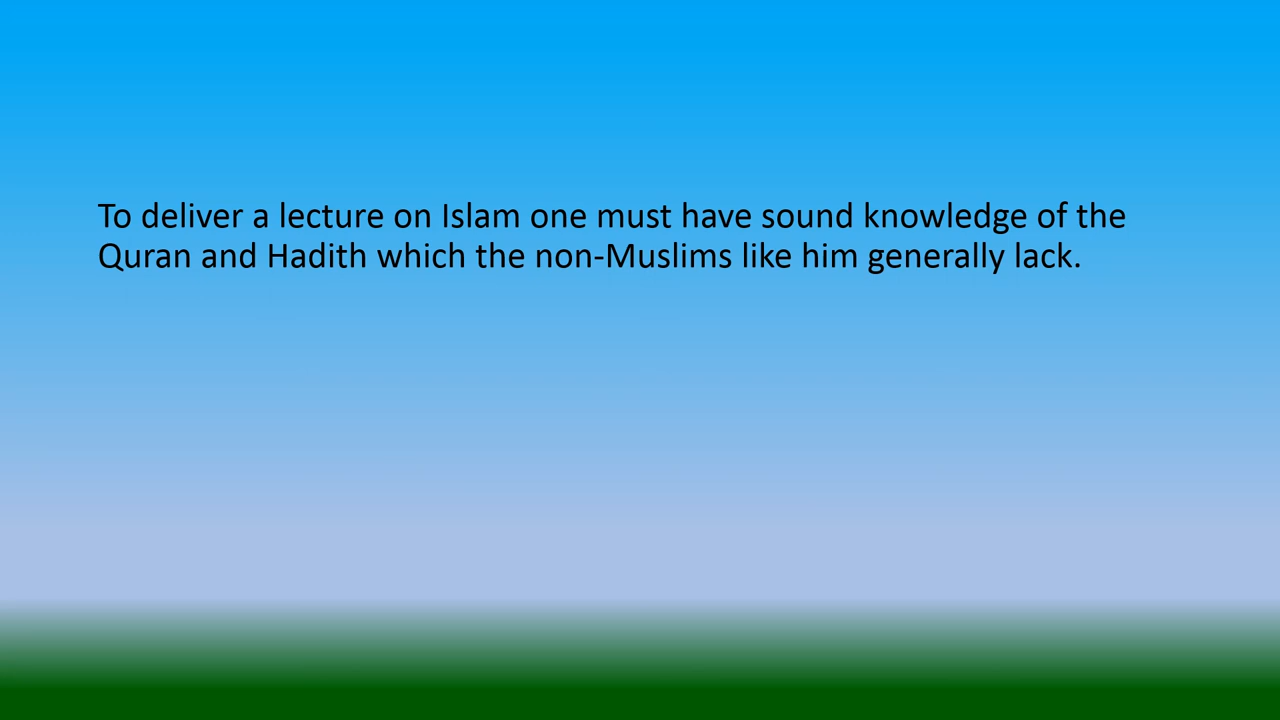 To deliver a lecture on Islam one must have sound knowledge of the
Quran and Hadith which the non-Muslims like him generally lack.